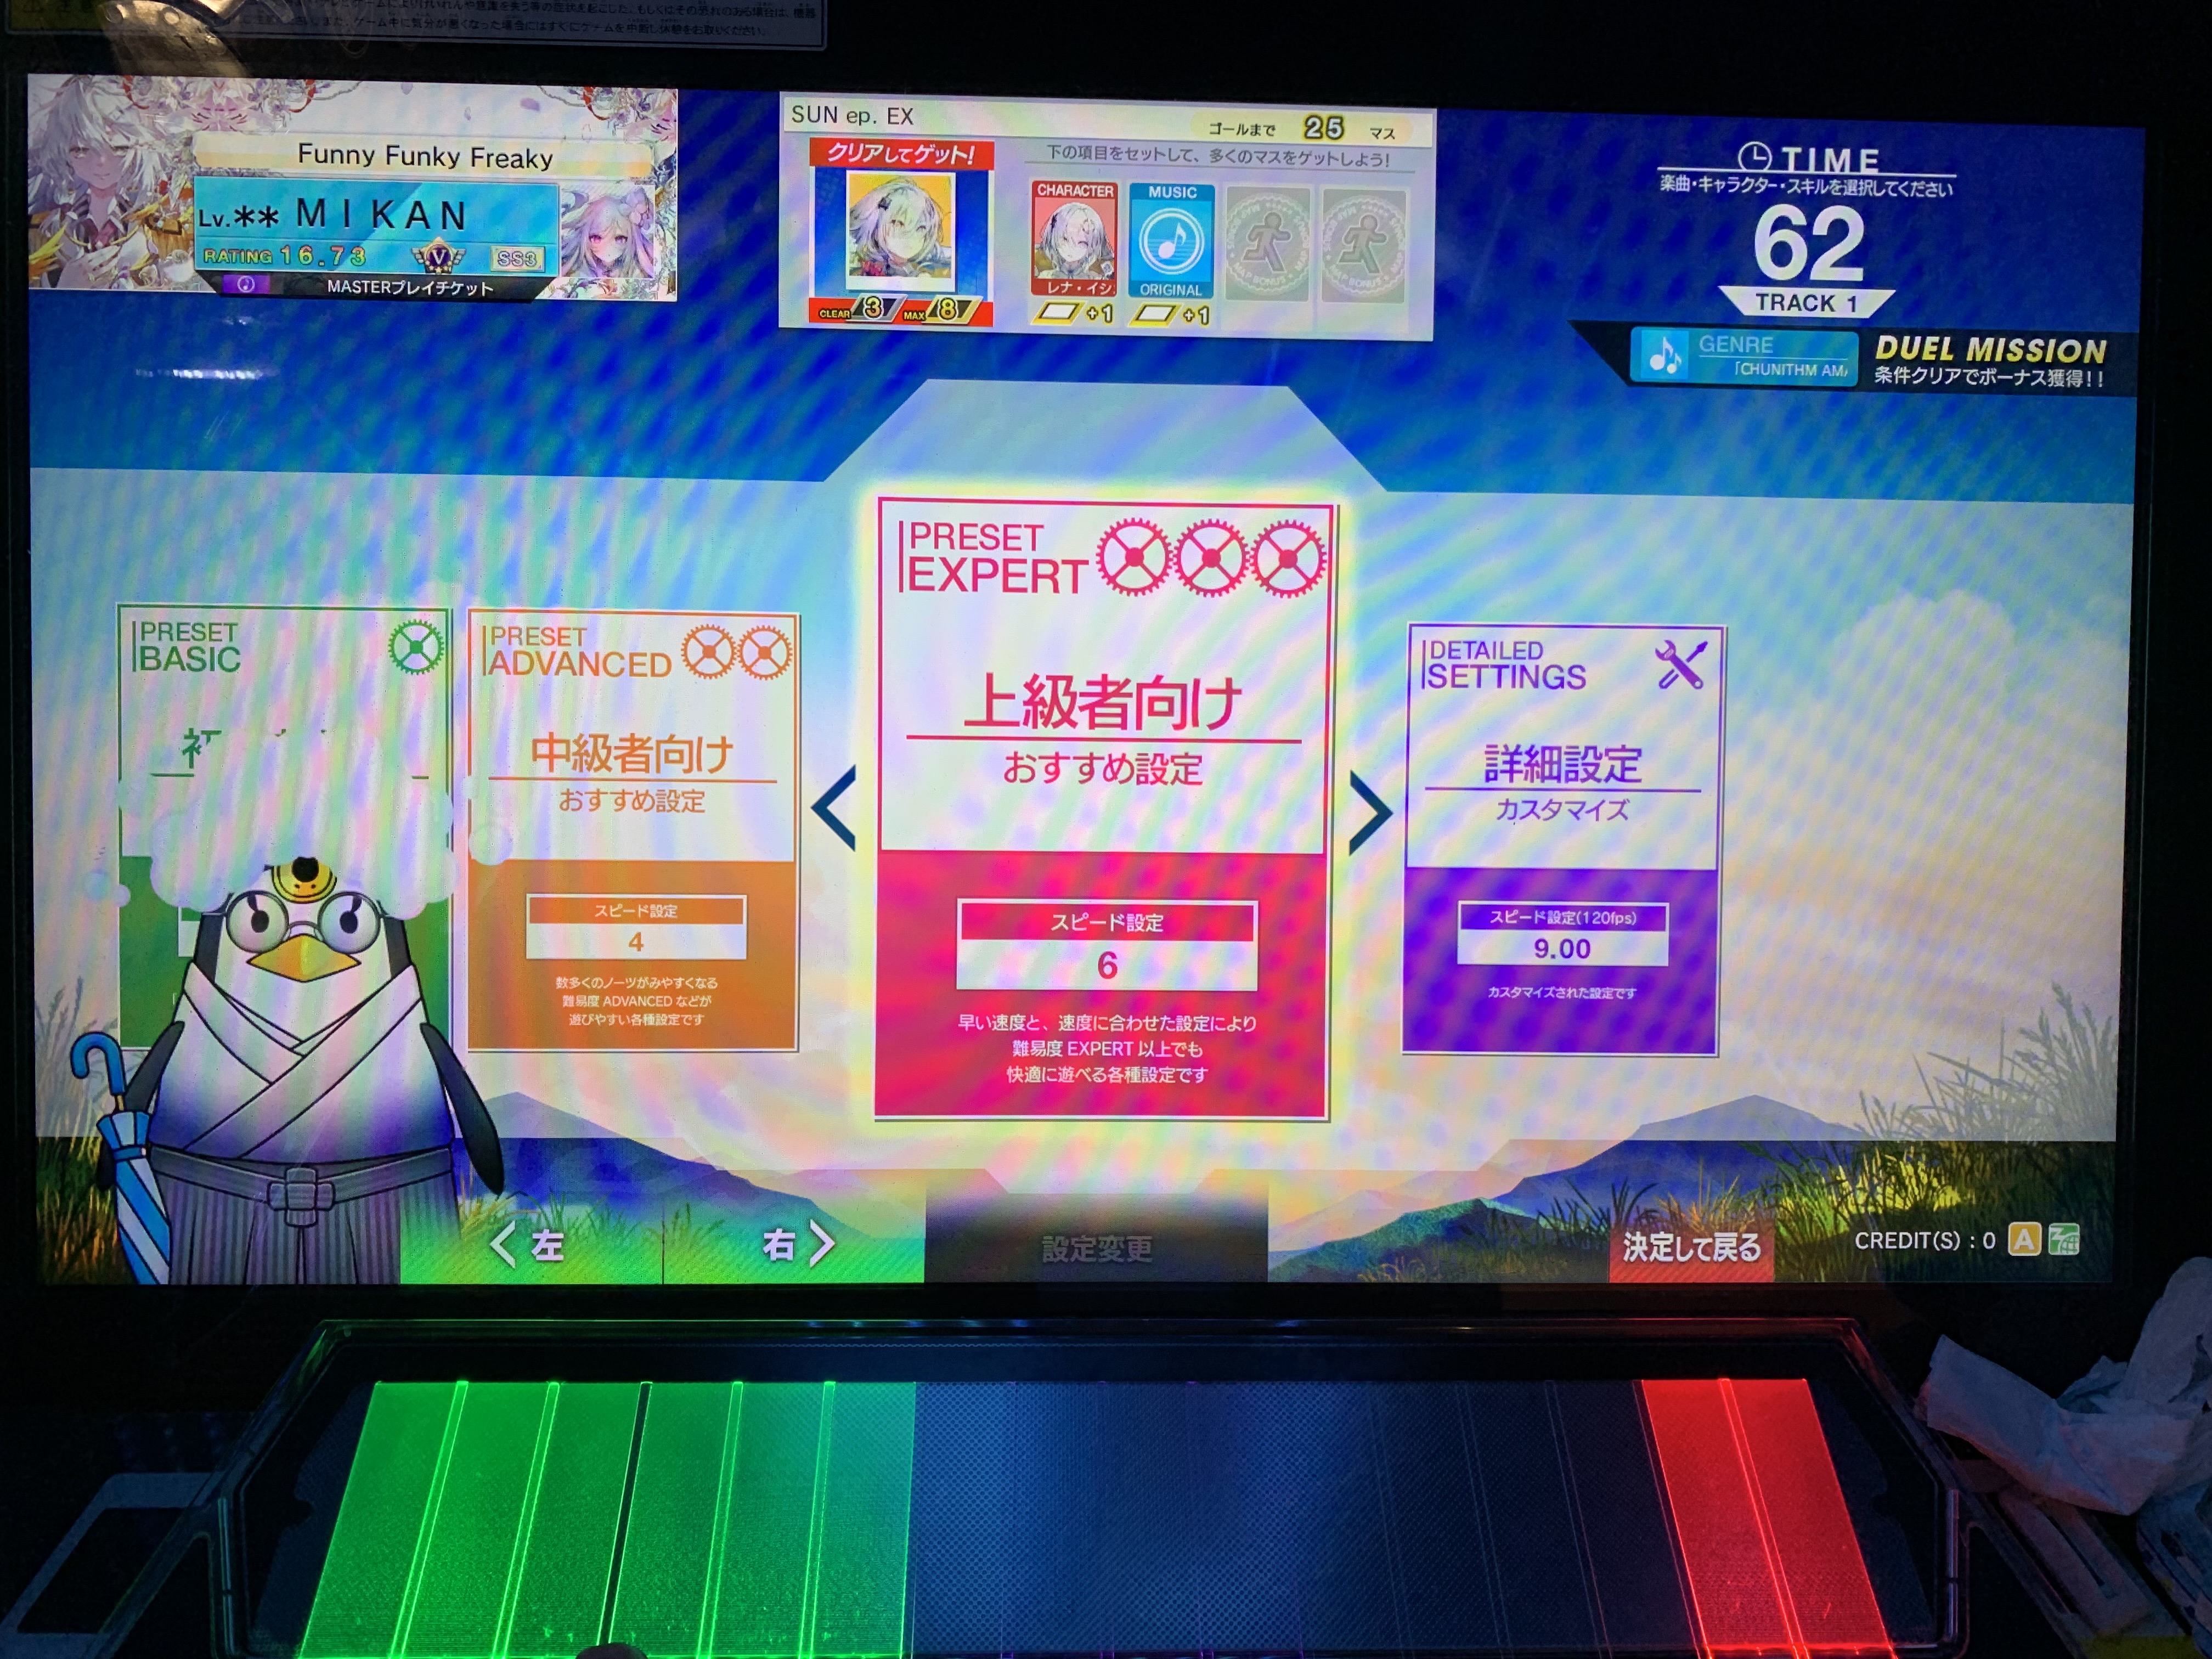 Funny Funky Freaky
Lv.** MIKAN
RATING 16.73
V
SS3
MASTERプレイチケット
SUN ep. EX
ゴールまで 25 マス
クリアしてゲット!
下の項目をセットして、多くのマスをゲットしよう!
CHARACTER
レナ・イシ
+1
MUSIC
ORIGINAL
+1
CLEAR 3 MAX 8
TIME
楽曲・キャラクター・スキルを選択してください
62
TRACK 1
GENRE
「CHUNITHM AM
DUEL MISSION
条件クリアでボーナス獲得!!
PRESET
BASIC
PRESET
ADVANCED
中級者向け
おすすめ設定
スピード設定
4
数多くのノーツがみやすくなる
難易度 ADVANCED などが
遊びやすい各種設定です
PRESET
EXPERT
上級者向け
おすすめ設定
スピード設定
6
早い速度と、速度に合わせた設定により
難易度 EXPERT 以上でも
快適に遊べる各種設定です
DETAILED
SETTINGS
詳細設定
カスタマイズ
スピード設定(120fps)
9.00
カスタマイズされた設定です
左
右
設定変更
決定して戻る
CREDIT(S) : 0 A